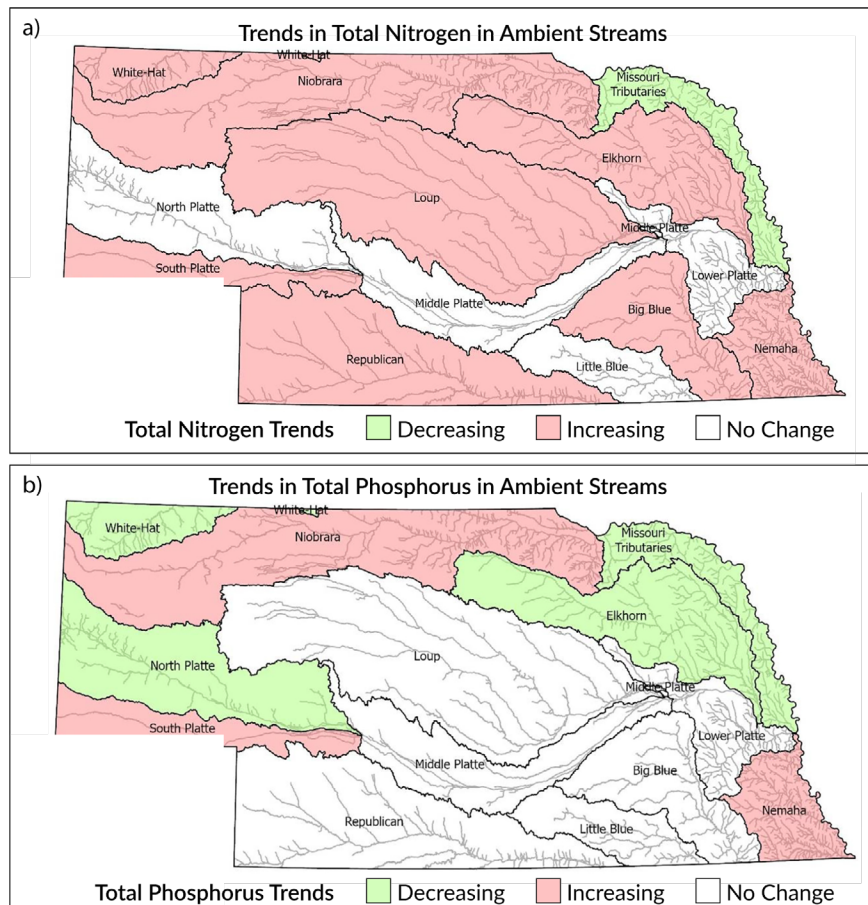 a)
Trends in Total Nitrogen in Ambient Streams
White-Hat
White-Hat
Niobrara
Missouri
Tributaries
Elkhorn
North Platte
Loup
Middle Platte
South Platte
Lower Platte
Middle Platte
Big Blue
Republican
Little Blue
Nemaha
Total Nitrogen Trends Decreasing Increasing No Change
b)
Trends in Total Phosphorus in Ambient Streams
White-Hat
White-Hat
Niobrara
Missouri
Tributaries
Elkhorn
North Platte
Loup
Middle Platte
South Platte
Lower Platte
Middle Platte
Big Blue
Republican
Little Blue
Nemaha
Total Phosphorus Trends Decreasing Increasing No Change